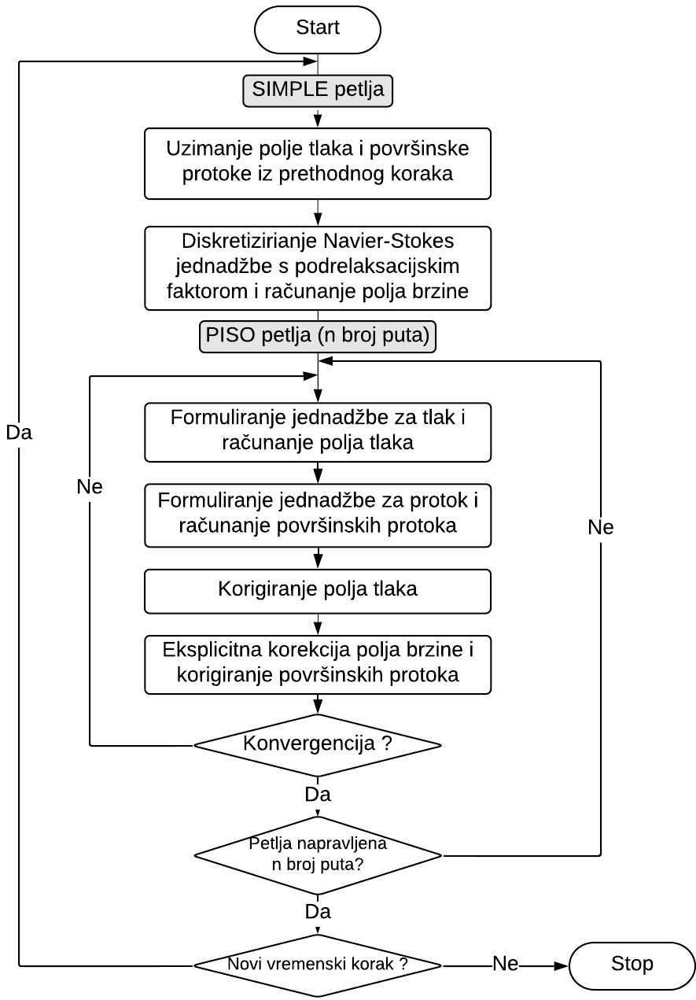 Start
SIMPLE petlja
Uzimanje polje tlaka i površinske
protoke iz prethodnog koraka
Diskretizirianje Navier-Stokes
jednadžbe s podrelaksacijskim
faktorom i računanje polja brzine
PISO petlja (n broj puta)
Formuliranje jednadžbe za tlak i
računanje polja tlaka
Da
Ne
Formuliranje jednadžbe za protok i
računanje površinskih protoka
Ne
Korigiranje polja tlaka
Eksplicitna korekcija polja brzine i
korigiranje površinskih protoka
Konvergencija ?
Da
Petlja napravljena
n broj puta?
Da
Novi vremenski korak ?
Ne
Stop